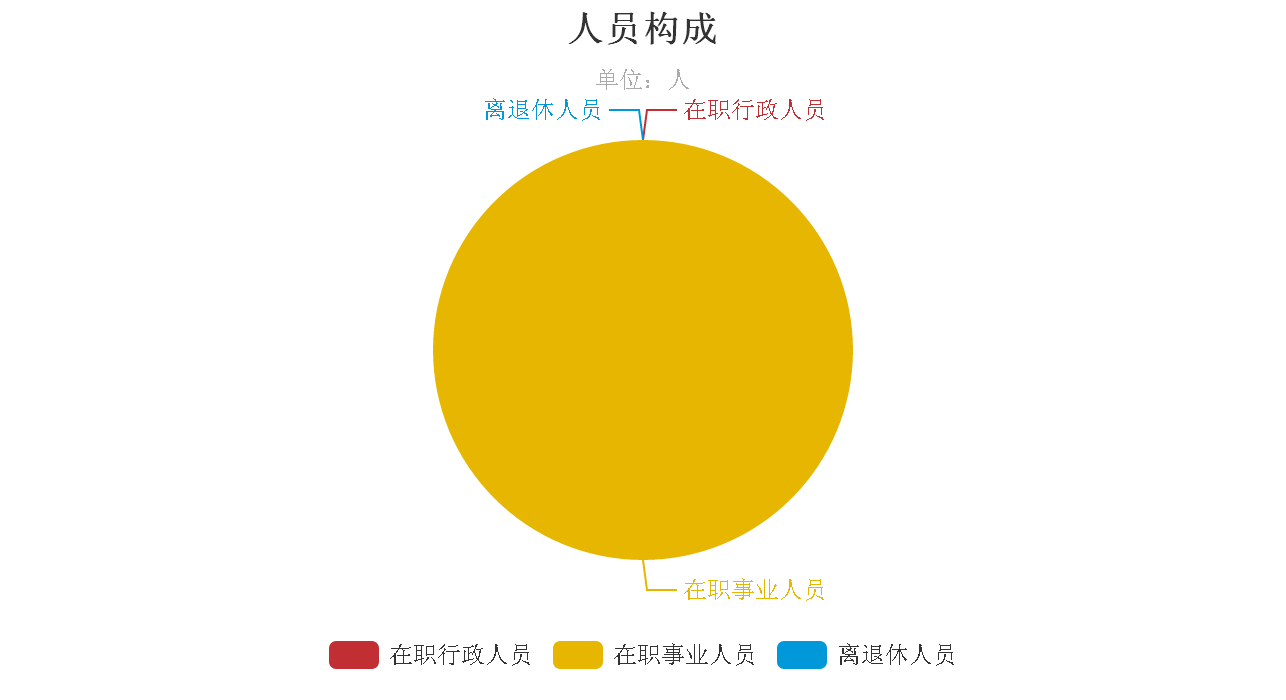 人员构成
单位：人
离退休人员 在职行政人员
在职事业人员
在职行政人员 在职事业人员 离退休人员